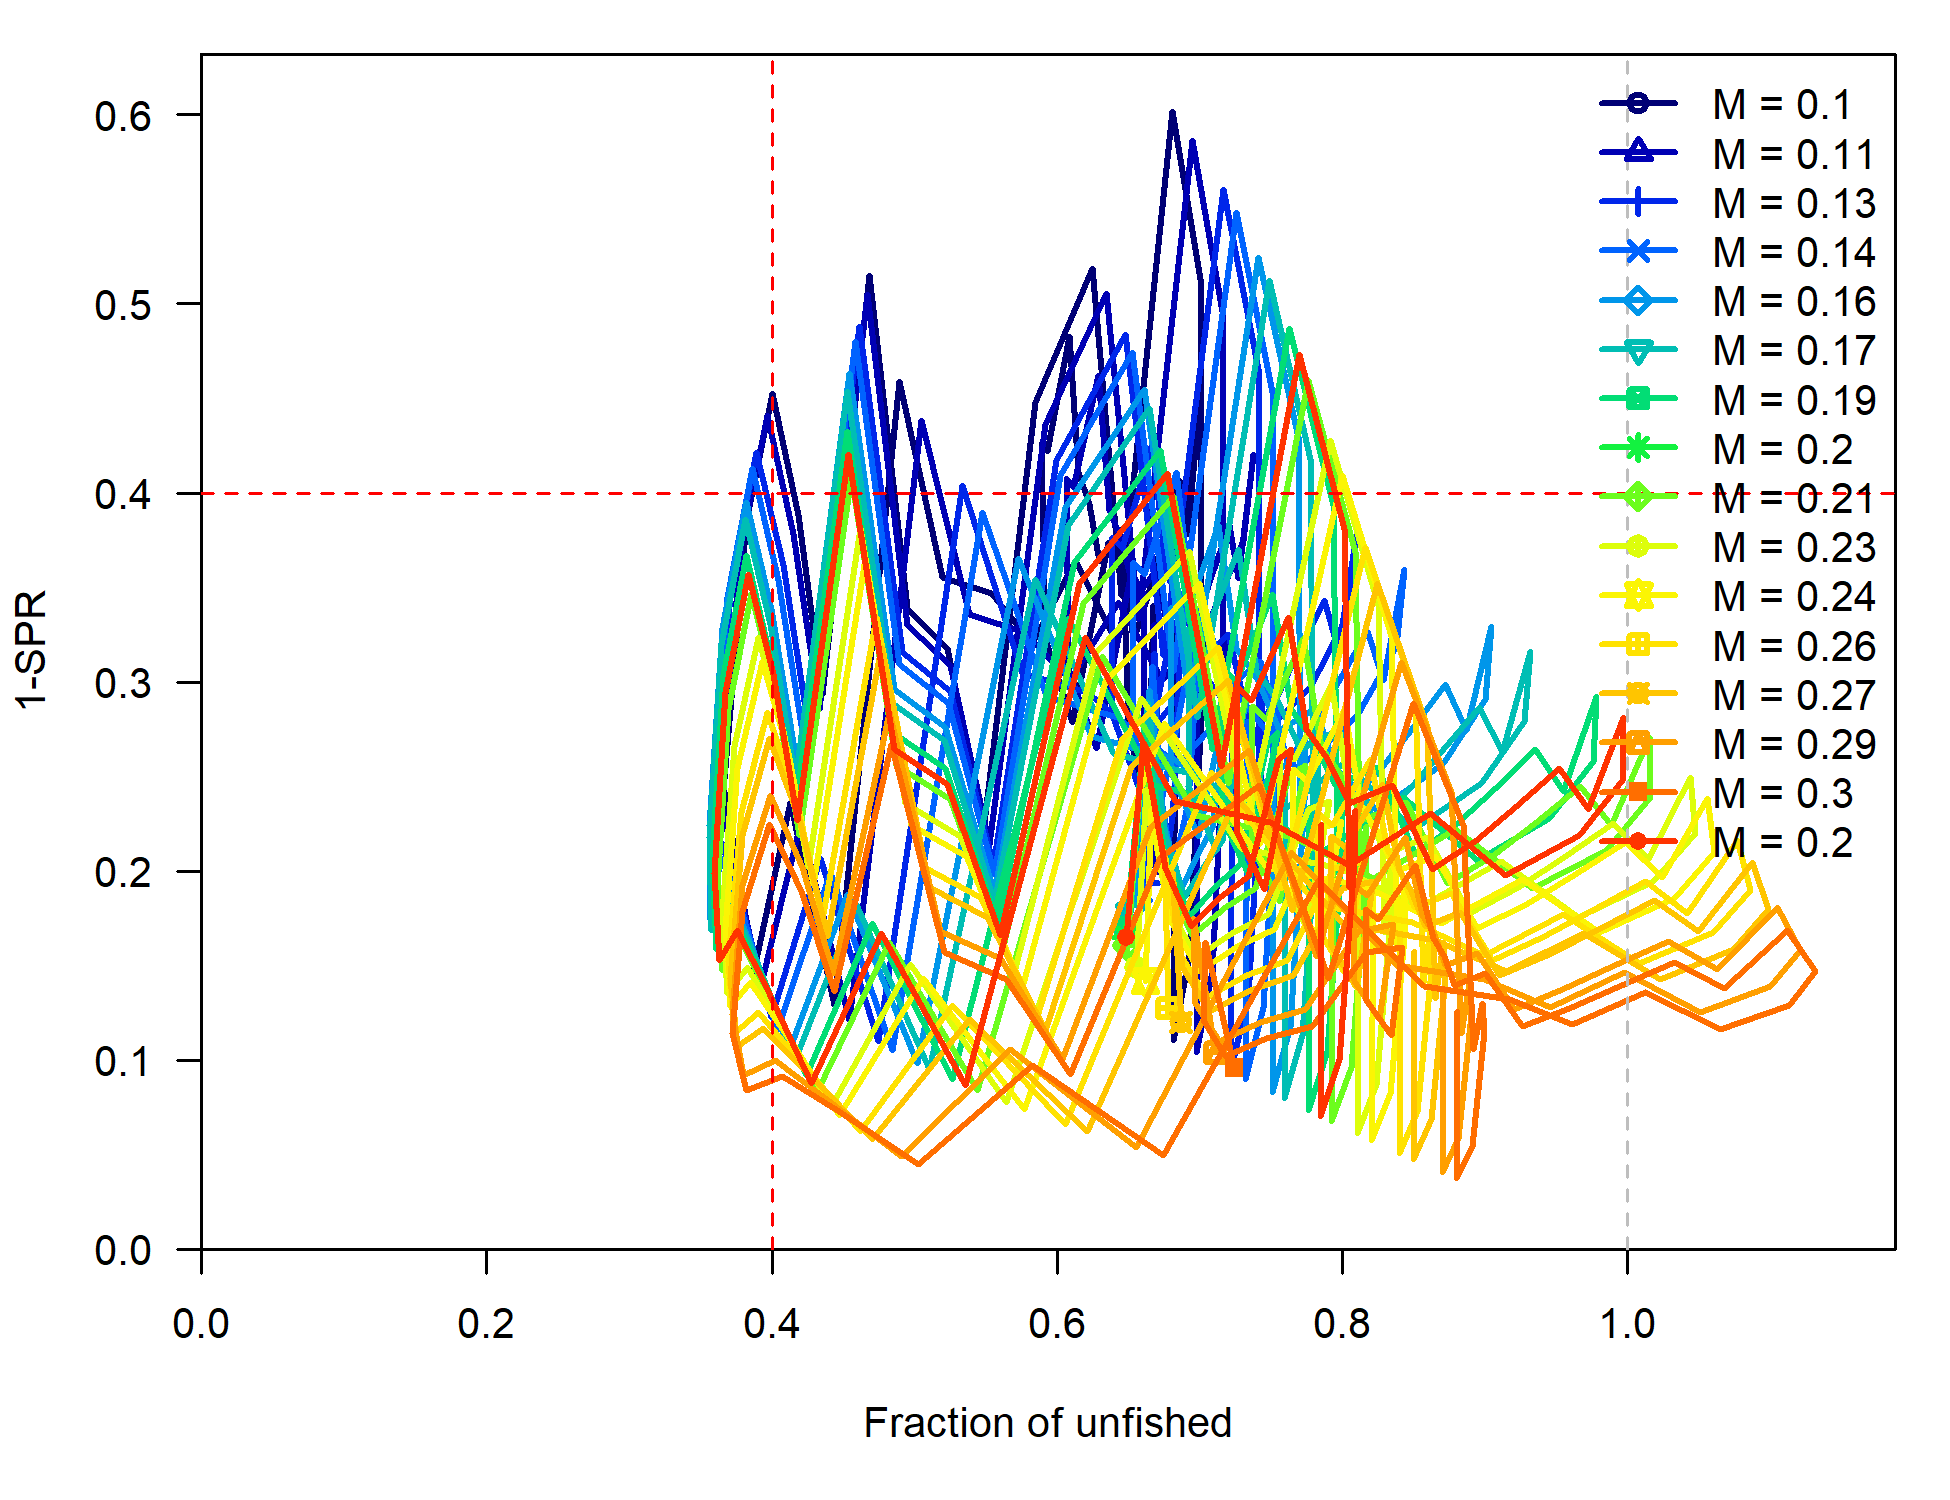 0.6
0.5
0.4
0.3
0.2
0.1
0.0
1-SPR
0.0
0.2
0.4
0.6
0.8
1.0
Fraction of unfished
M = 0.1
M = 0.11
M = 0.13
M = 0.14
M = 0.16
M = 0.17
M = 0.19
M = 0.2
M = 0.21
M = 0.23
M = 0.24
M = 0.26
M = 0.27
M = 0.29
M = 0.3
M = 0.2